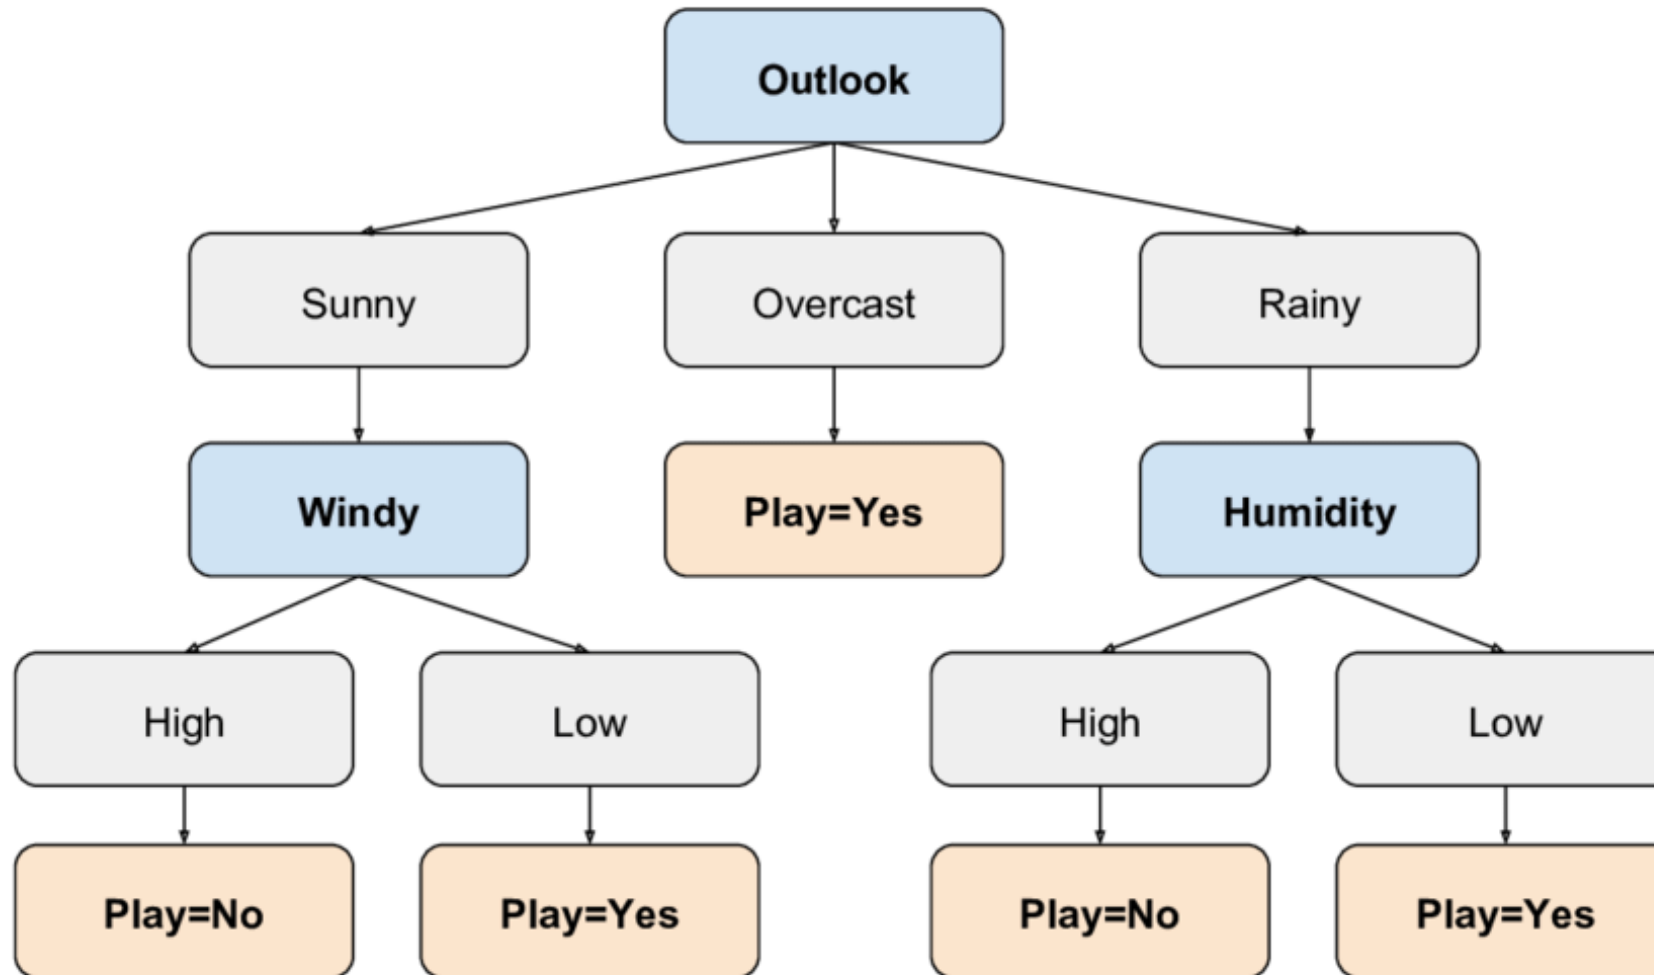 Outlook
Sunny
Overcast
Rainy
Windy
Play=Yes
Humidity
High
Low
High
Low
Play=No
Play=Yes
Play=No
Play=Yes